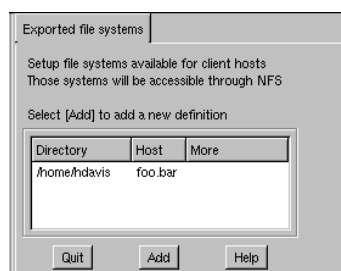 Exported file systems
Setup file systems available for client hosts
Those systems will be accessible through NFS
Select [Add] to add a new definition
Directory Host More
/home/hdavis foo.bar
Quit Add Help